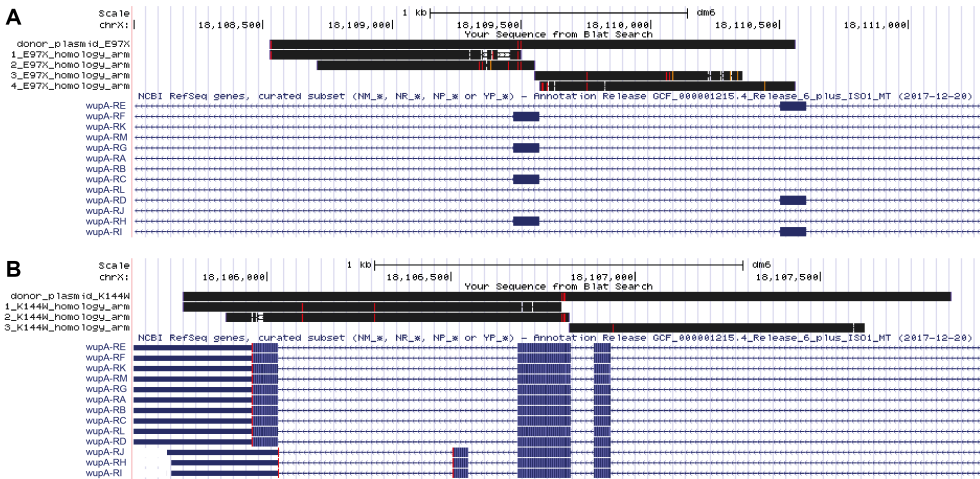 A
Scale
1 kb
dm6
chrX:
18,108,500
18,109,000
18,109,500
18,110,000
18,110,500
18,111,000
Your Sequence from Blat Search
donor_plasmid_E97X
1_E97X_homology_arm
2_E97X_homology_arm
3_E97X_homology_arm
4_E97X_homology_arm
NCBI RefSeq genes, curated subset (NM_*, NR_*, NP_* or YP_*) - Annotation Release GCF_000001215.4_Release_6_plus_ISO1_MT (2017-12-20)
wupA-RE
wupA-RF
wupA-RK
wupA-RM
wupA-RG
wupA-RA
wupA-RB
wupA-RC
wupA-RL
wupA-RD
wupA-RJ
wupA-RH
wupA-RI
B
Scale
1 kb
dm6
chrX:
18,106,000
18,106,500
18,107,000
18,107,500
Your Sequence from Blat Search
donor_plasmid_K144W
1_K144W_homology_arm
2_K144W_homology_arm
3_K144W_homology_arm
NCBI RefSeq genes, curated subset (NM_*, NR_*, NP_* or YP_*) - Annotation Release GCF_000001215.4_Release_6_plus_ISO1_MT (2017-12-20)
wupA-RE
wupA-RF
wupA-RK
wupA-RM
wupA-RG
wupA-RA
wupA-RB
wupA-RC
wupA-RL
wupA-RD
wupA-RJ
wupA-RH
wupA-RI